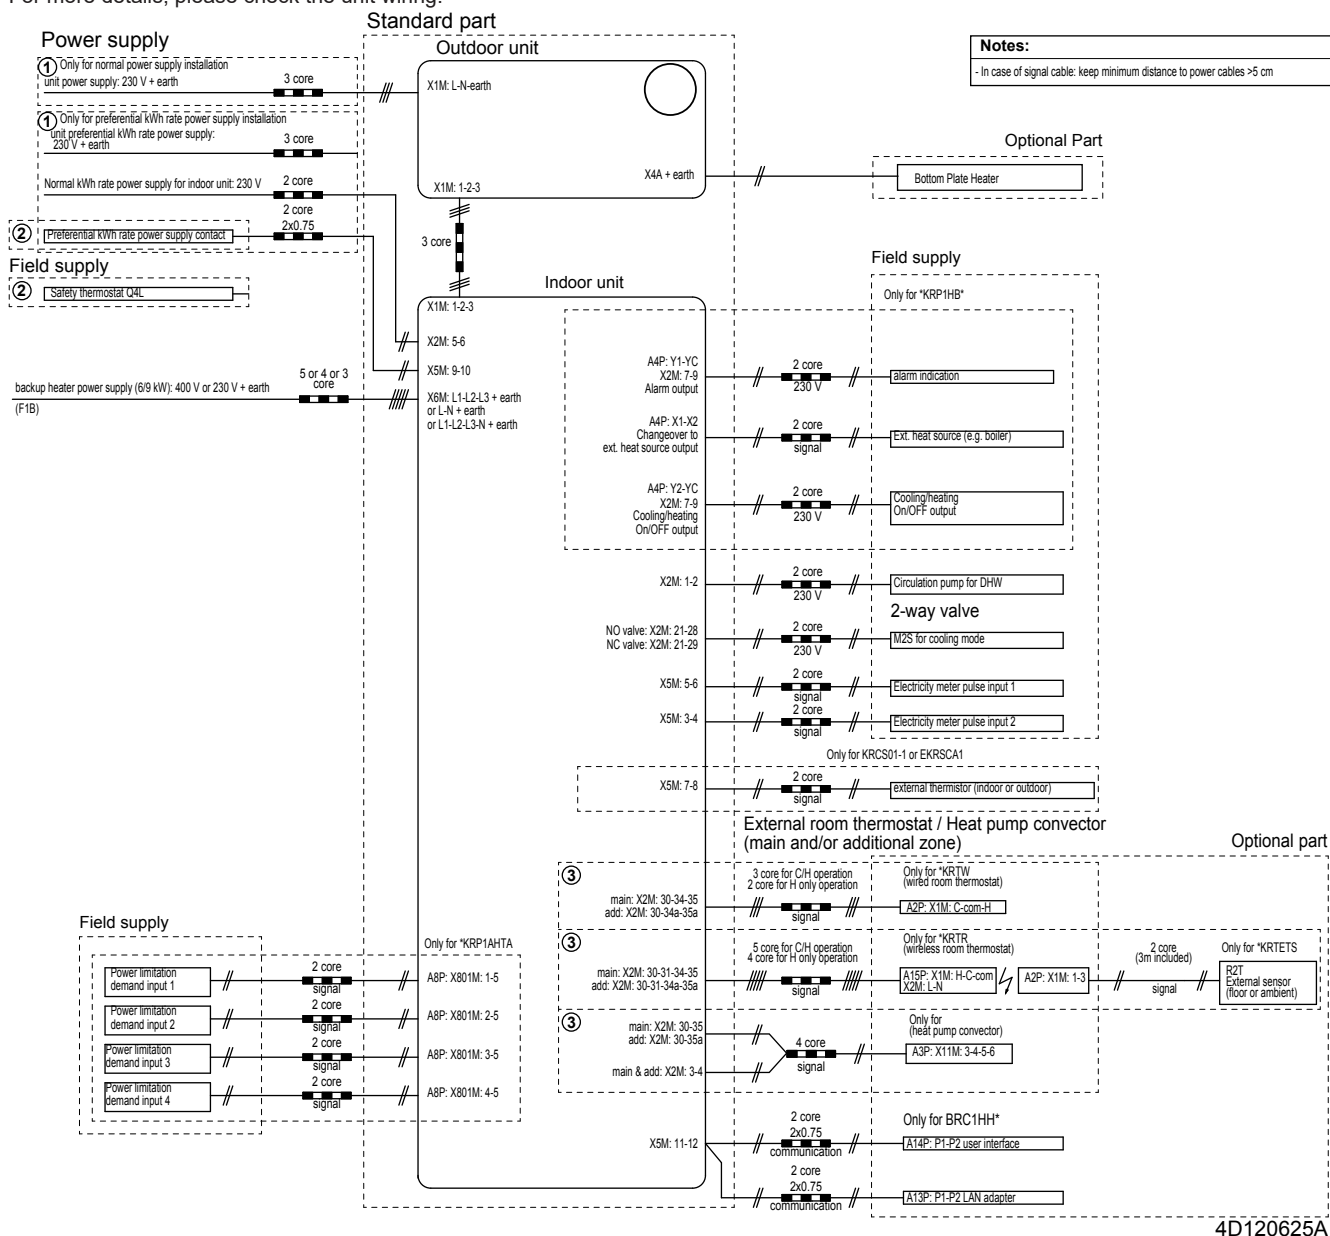 For more details, please check the unit wiring.
Standard part
Power supply
Outdoor unit
Notes:
- In case of signal cable: keep minimum distance to power cables >5 cm
1 Only for normal power supply installation
unit power supply: 230 V + earth
3 core
X1M: L-N-earth
1 Only for preferential kWh rate power supply installation
unit preferential kWh rate power supply:
230 V + earth
3 core
Optional Part
Normal kWh rate power supply for indoor unit: 230 V
2 core
X4A + earth
Bottom Plate Heater
X1M: 1-2-3
2 core
2x0.75
2 Preferential kWh rate power supply contact
3 core
Field supply
2 Safety thermostat Q4L
Field supply
Indoor unit
Only for *KRP1HB*
X1M: 1-2-3
X2M: 5-6
X5M: 9-10
5 or 4 or 3
core
backup heater power supply (6/9 kW): 400 V or 230 V + earth
(F1B)
X6M: L1-L2-L3 + earth
or L-N + earth
or L1-L2-L3-N + earth
A4P: Y1-YC
X2M: 7-9
Alarm output
2 core
230 V
alarm indication
A4P: X1-X2
Changeover to
ext. heat source output
2 core
signal
Ext. heat source (e.g. boiler)
A4P: Y2-YC
X2M: 7-9
Cooling/heating
On/OFF output
2 core
230 V
Cooling/heating
On/OFF output
X2M: 1-2
2 core
230 V
Circulation pump for DHW
2-way valve
NO valve: X2M: 21-28
NC valve: X2M: 21-29
2 core
230 V
M2S for cooling mode
X5M: 5-6
2 core
signal
Electricity meter pulse input 1
X5M: 3-4
2 core
signal
Electricity meter pulse input 2
Only for KRCS01-1 or EKRSCA1
X5M: 7-8
2 core
signal
external thermistor (indoor or outdoor)
External room thermostat / Heat pump convector
(main and/or additional zone)
Optional part
3
main: X2M: 30-34-35
add: X2M: 30-34a-35a
3 core for C/H operation
2 core for H only operation
signal
Only for *KRTW
(wired room thermostat)
A2P: X1M: C-com-H
3
main: X2M: 30-31-34-35
add: X2M: 30-31-34a-35a
5 core for C/H operation
4 core for H only operation
signal
Only for *KRTR
(wireless room thermostat)
A15P: X1M: H-C-com
X2M: L-N
A2P: X1M: 1-3
2 core
(3m included)
signal
Only for *KRTETS
R2T
External sensor
(floor or ambient)
3
main: X2M: 30-35
add: X2M: 30-35a
main & add: X2M: 3-4
4 core
signal
Only for
(heat pump convector)
A3P: X11M: 3-4-5-6
Field supply
Only for *KRP1AHTA
Power limitation
demand input 1
2 core
signal
A8P: X801M: 1-5
Power limitation
demand input 2
2 core
signal
A8P: X801M: 2-5
Power limitation
demand input 3
2 core
signal
A8P: X801M: 3-5
Power limitation
demand input 4
2 core
signal
A8P: X801M: 4-5
X5M: 11-12
2 core
2x0.75
communication
Only for BRC1HH*
A14P: P1-P2 user interface
2 core
2x0.75
communication
A13P: P1-P2 LAN adapter
4D120625A